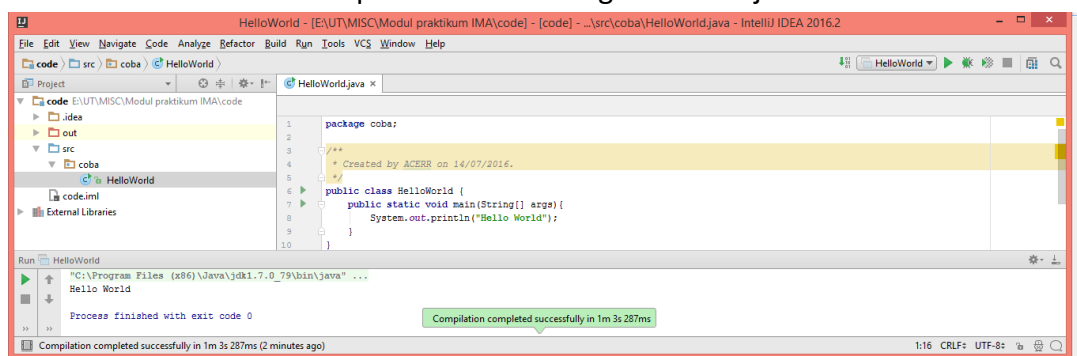 HelloWorld - [E:\UT\MISC\Modul praktikum IMA\code] - [code] - ...\src\coba\HelloWorld.java - IntelliJ IDEA 2016.2
File Edit View Navigate Code Analyze Refactor Build Run Tools VCS Window Help
code src coba HelloWorld
HelloWorld
Project
HelloWorld.java
code E:\UT\MISC\Modul praktikum IMA\code
.idea
out
src
coba
HelloWorld
code.iml
External Libraries
1 package coba;
2
3 /**
4 * Created by ACERR on 14/07/2016.
5 */
6 public class HelloWorld {
7 public static void main(String[] args){
8 System.out.println("Hello World");
9 }
10 }
Run HelloWorld
"C:\Program Files (x86)\Java\jdk1.7.0_79\bin\java" ...
Hello World
Process finished with exit code 0
Compilation completed successfully in 1m 3s 287ms
Compilation completed successfully in 1m 3s 287ms (2 minutes ago)
1:16 CRLF UTF-8